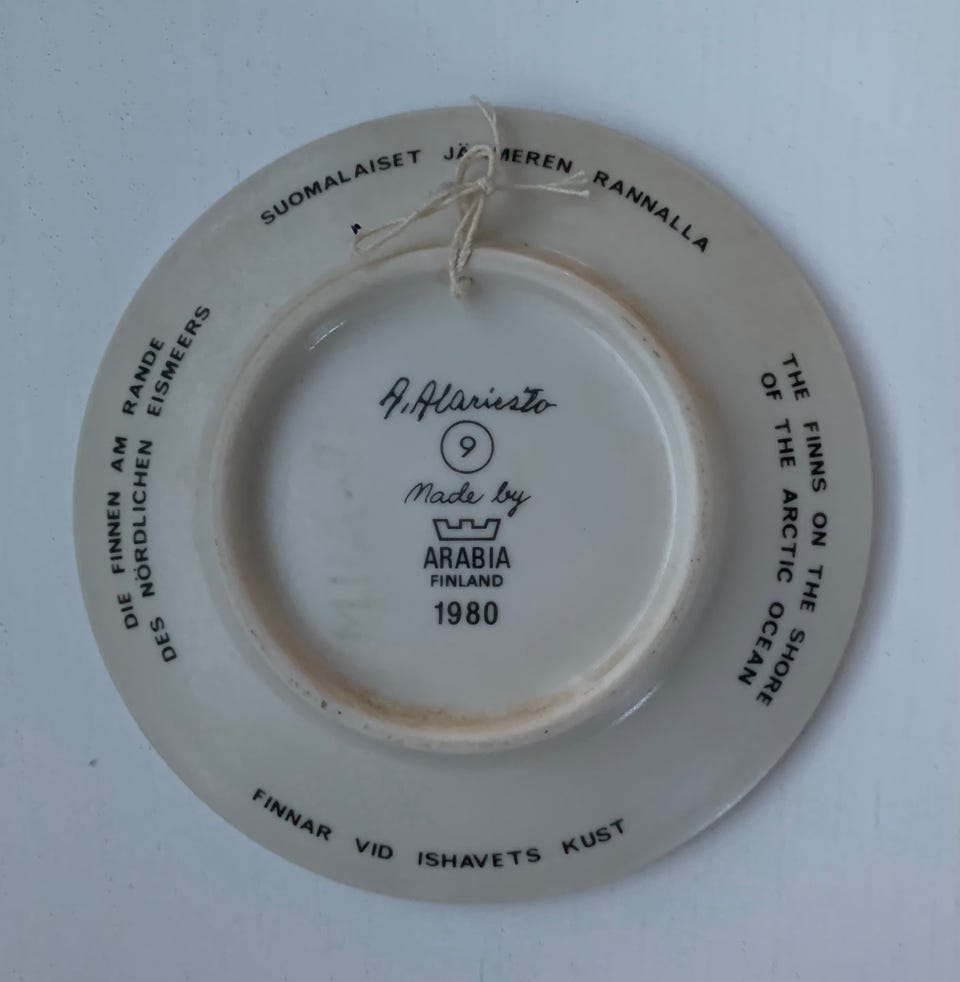 SUOMALAISET JÄÄMEREN RANNALLA
THE FINNS ON THE SHORE
OF THE ARCTIC OCEAN
FINNAR VID ISHAVETS KUST
DIE FINNEN AM RANDE
DES NÖRDLICHEN EISMEERS
A. Alariesto
9
Made by
ARABIA
FINLAND
1980